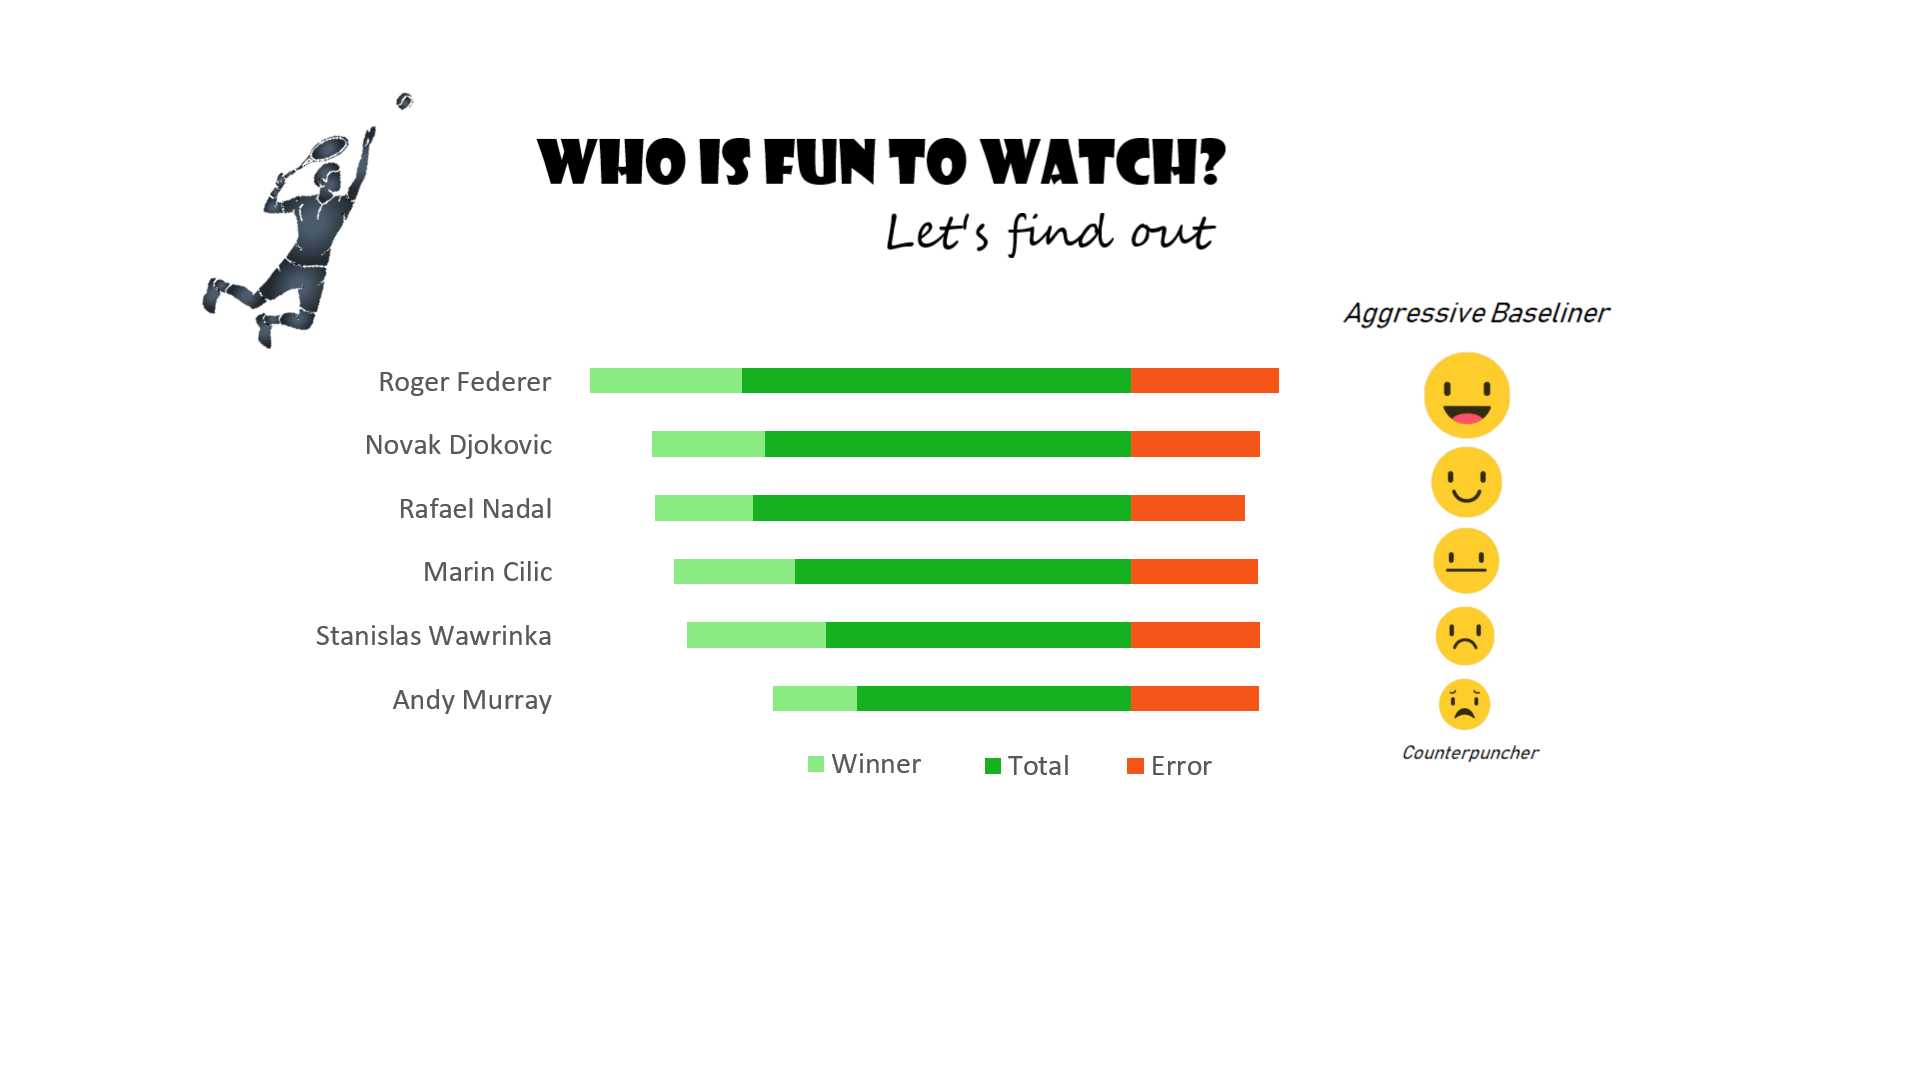 WHO IS FUN TO WATCH?
Let's find out
Aggressive Baseliner
Roger Federer
Novak Djokovic
Rafael Nadal
Marin Cilic
Stanislas Wawrinka
Andy Murray
Counterpuncher
Winner Total Error